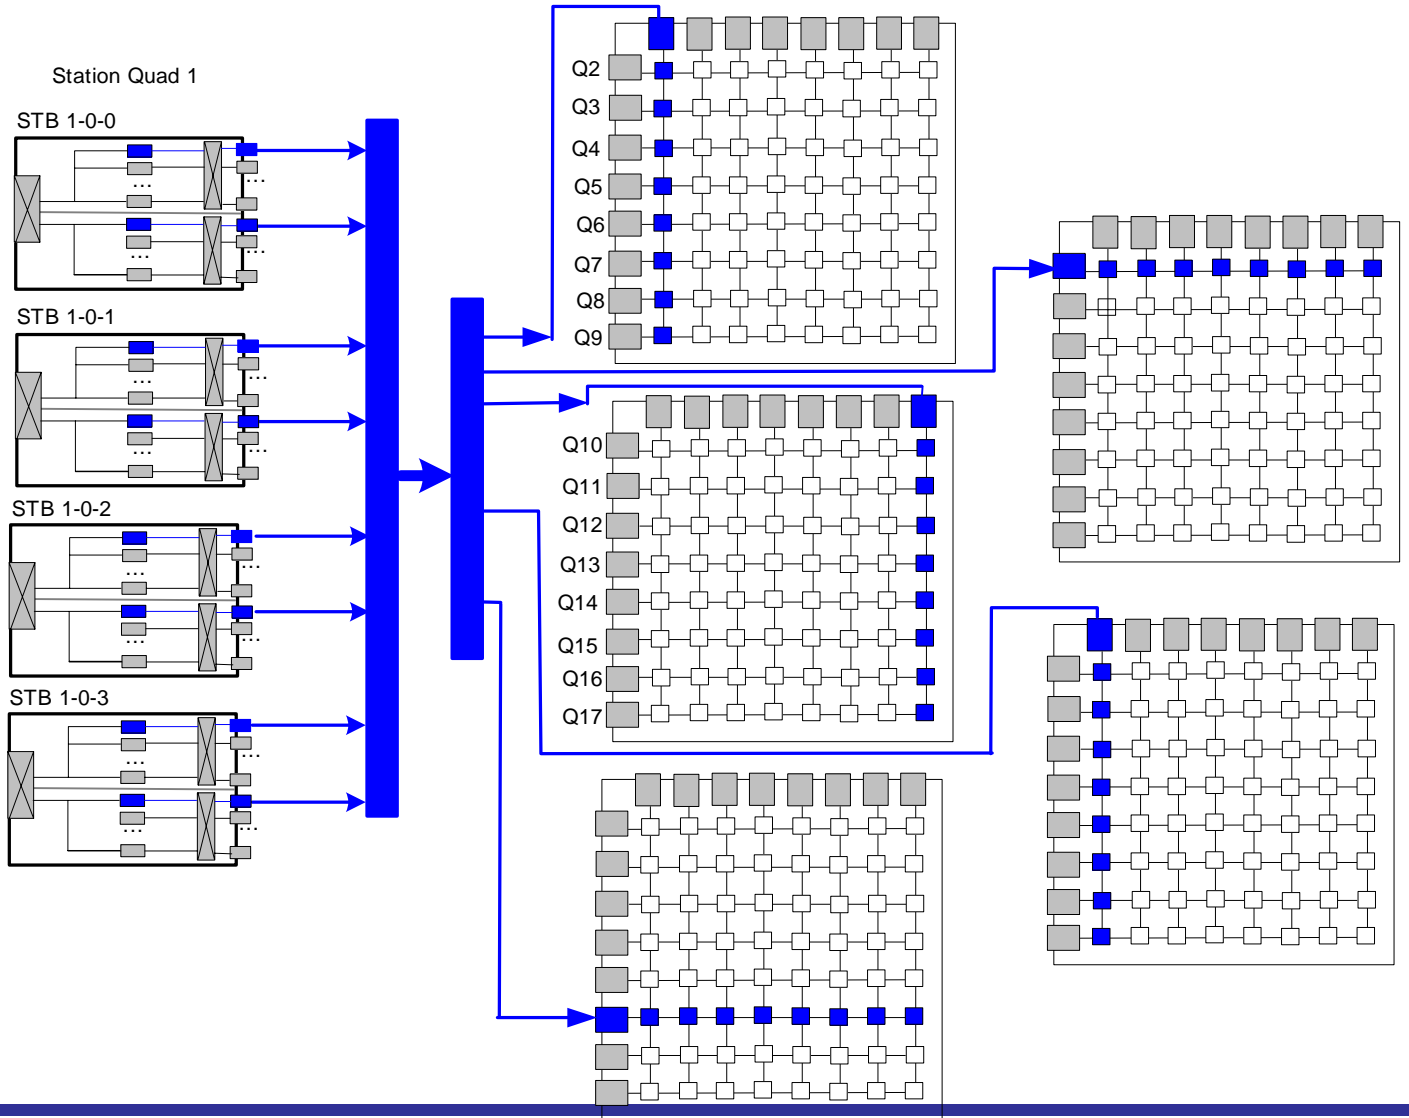 Station Quad 1
STB 1-0-0
...
...
...
...
STB 1-0-1
...
...
...
...
STB 1-0-2
...
...
...
...
STB 1-0-3
...
...
...
...
Q2
Q3
Q4
Q5
Q6
Q7
Q8
Q9
Q10
Q11
Q12
Q13
Q14
Q15
Q16
Q17